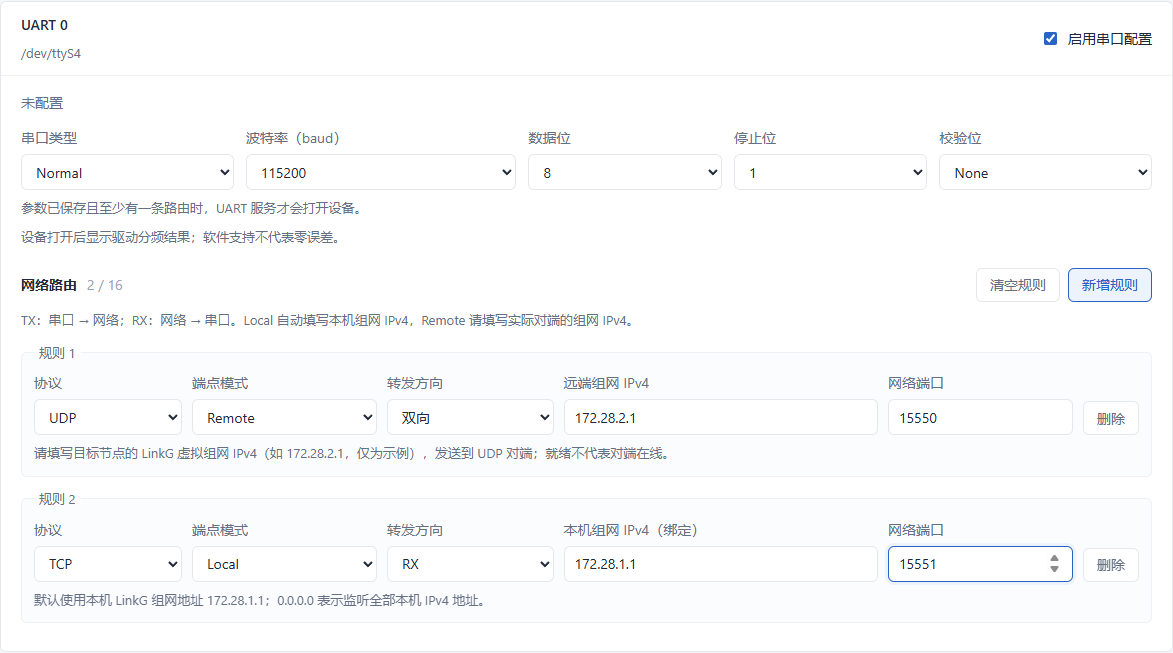 UART 0
/dev/ttyS4
启用串口配置
未配置
串口类型 波特率（baud） 数据位 停止位 校验位
Normal 115200 8 1 None
参数已保存且至少有一条路由时，UART 服务才会打开设备。
设备打开后显示驱动分频结果；软件支持不代表零误差。
网络路由 2 / 16 清空规则 新增规则
TX：串口 → 网络；RX：网络 → 串口。Local 自动填写本机组网 IPv4，Remote 请填写实际对端的组网 IPv4。
规则 1
协议 端点模式 转发方向 远端组网 IPv4 网络端口
UDP Remote 双向 172.28.2.1 15550 删除
请填写目标节点的 LinkG 虚拟组网 IPv4（如 172.28.2.1，仅为示例），发送到 UDP 对端；就绪不代表对端在线。
规则 2
协议 端点模式 转发方向 本机组网 IPv4（绑定） 网络端口
TCP Local RX 172.28.1.1 15551 删除
默认使用本机 LinkG 组网地址 172.28.1.1；0.0.0.0 表示监听全部本机 IPv4 地址。